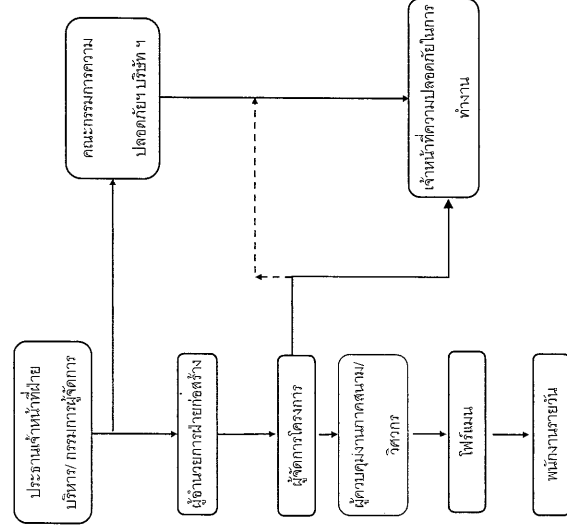 ประธานเจ้าหน้าที่ฝ่าย
บริหาร/ กรรมการผู้จัดการ
คณะกรรมการความ
ปลอดภัยฯ บริษัท ฯ
ผู้อำนวยการฝ่ายก่อสร้าง
ผู้จัดการโครงการ
ผู้ควบคุมงานภาคสนาม/
วิศวกร
เจ้าหน้าที่ความปลอดภัยในการ
ทำงาน
โฟร์แมน
พนักงานรายวัน